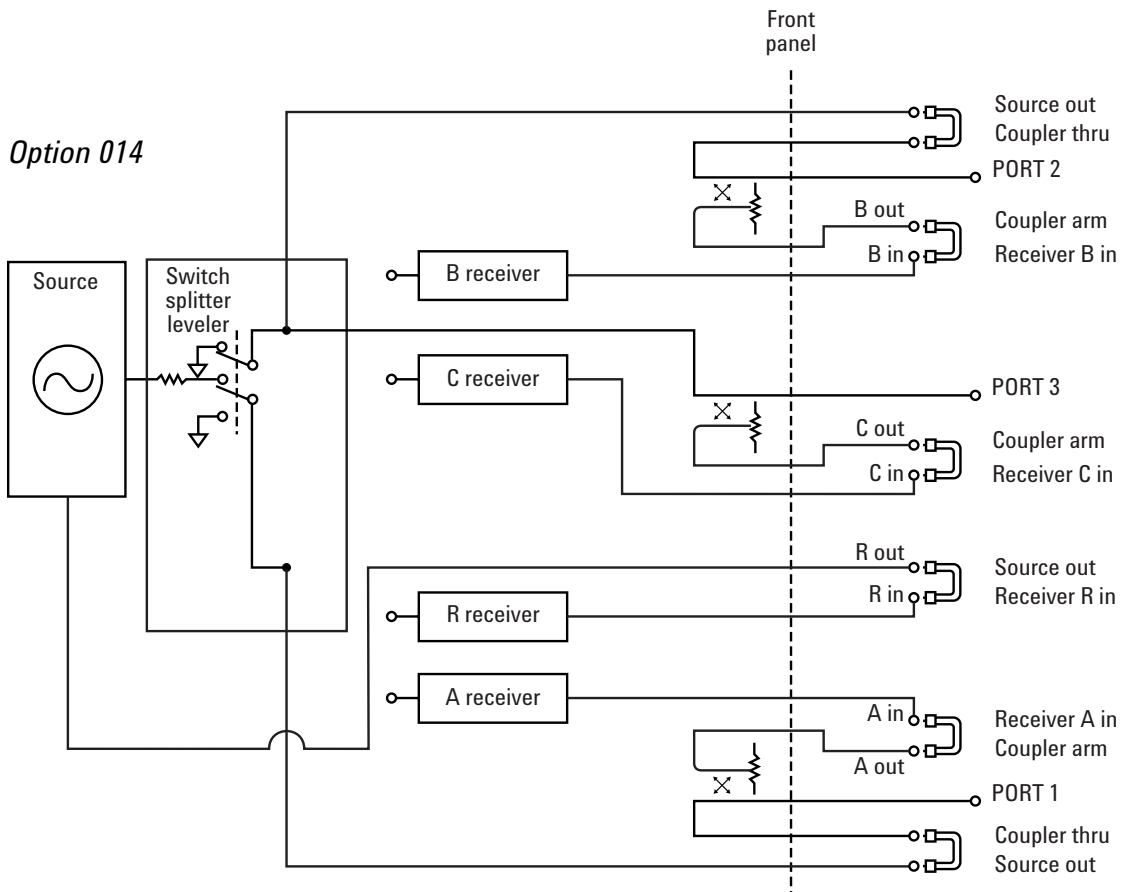 Front
panel
Option 014
Source out
Coupler thru
PORT 2
B out
Coupler arm
B in
Receiver B in
B receiver
Source
Switch
splitter
leveler
C receiver
PORT 3
C out
Coupler arm
C in
Receiver C in
R out
Source out
R in
Receiver R in
R receiver
A receiver
A in
Receiver A in
Coupler arm
A out
PORT 1
Coupler thru
Source out